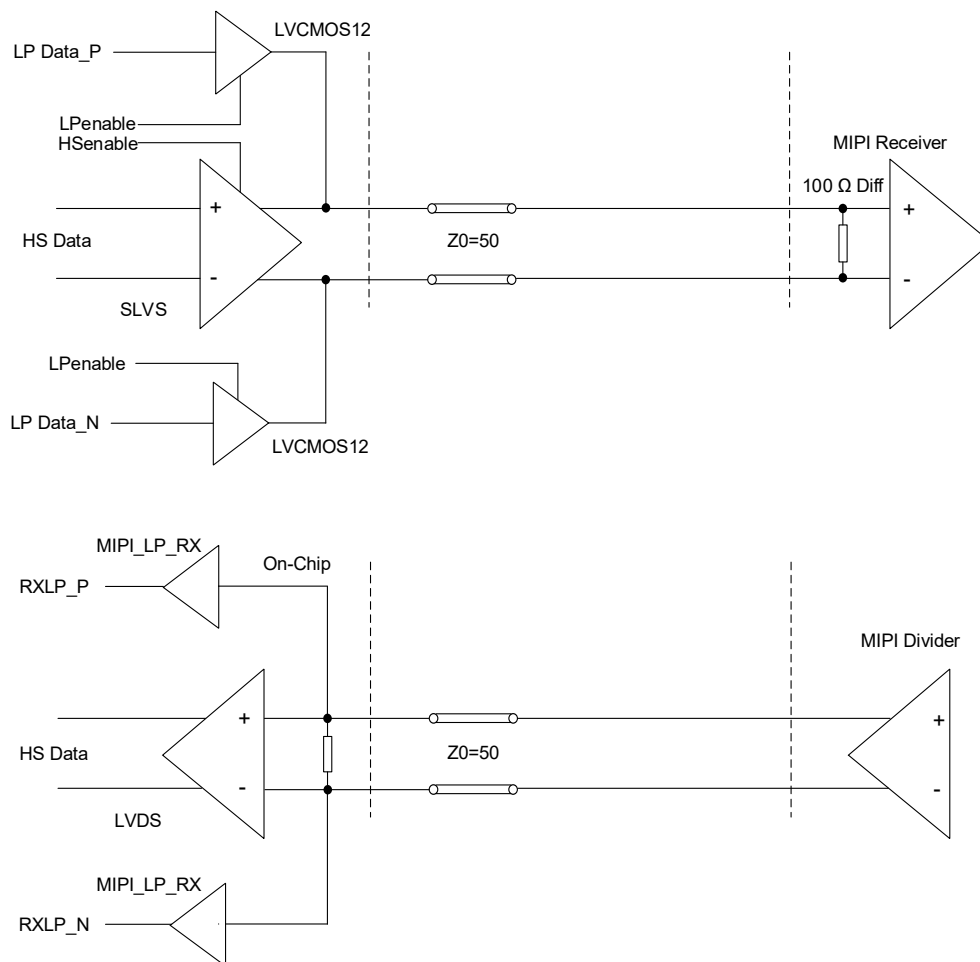 LVCMOS12
LP Data_P
LPenable
HSenable
MIPI Receiver
100 Ω Diff
+
+
HS Data
Z0=50
-
-
SLVS
LPenable
LP Data_N
LVCMOS12
MIPI_LP_RX
On-Chip
RXLP_P
MIPI Divider
+
+
HS Data
Z0=50
-
-
LVDS
MIPI_LP_RX
RXLP_N